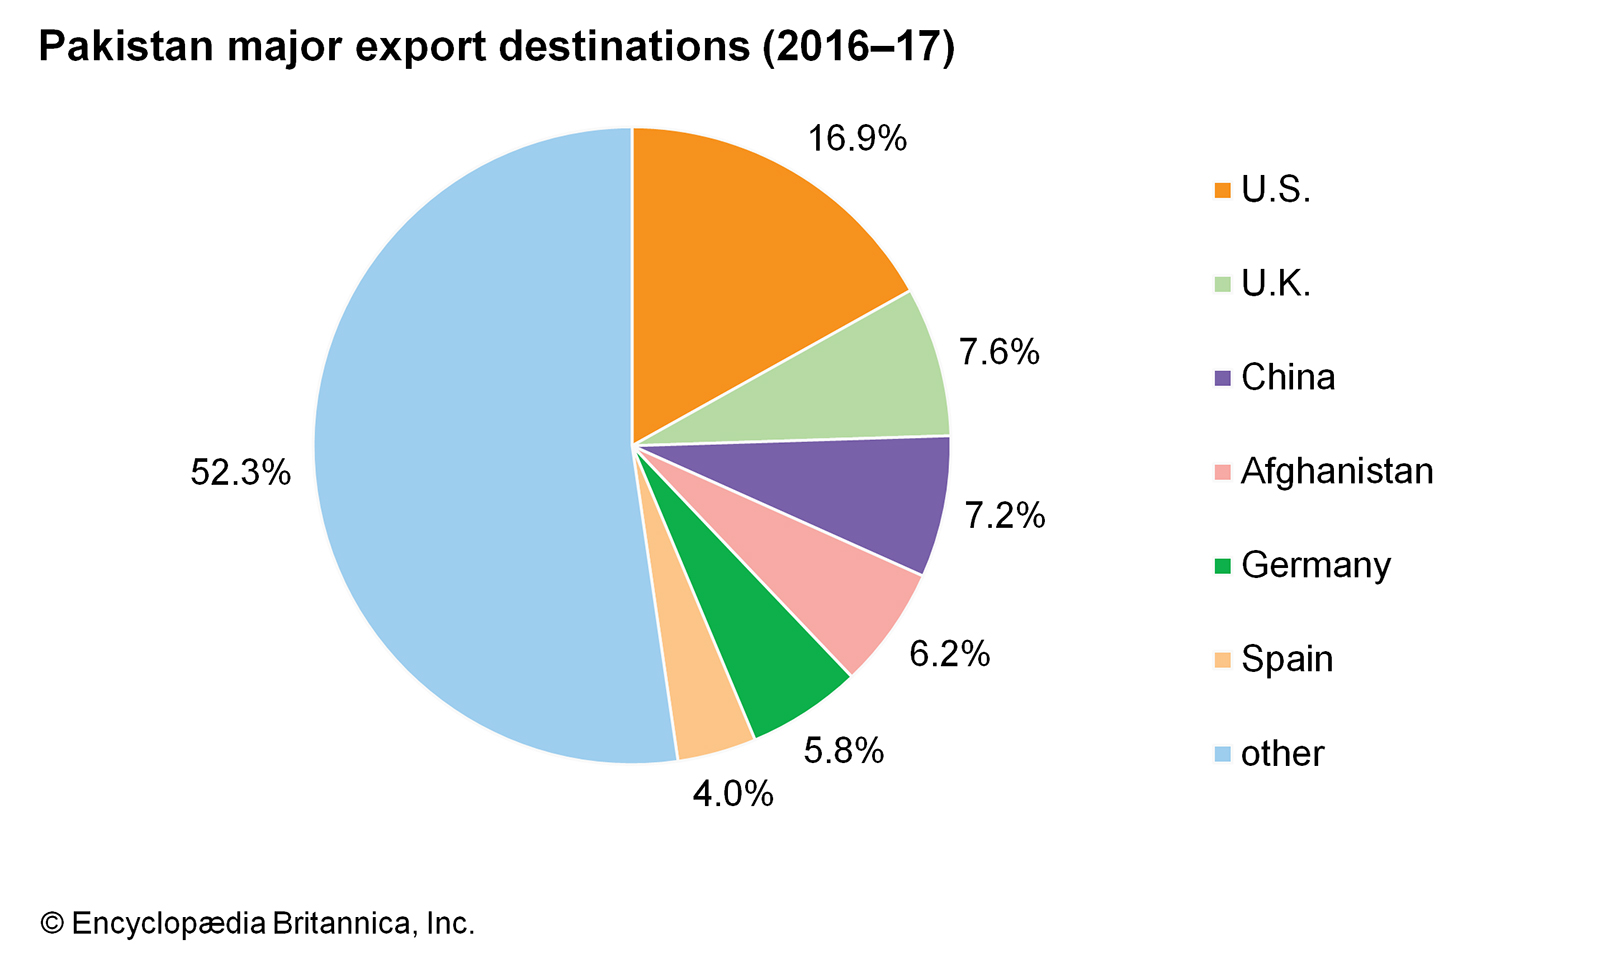 Pakistan major export destinations (2016–17)
16.9%
7.6%
7.2%
6.2%
5.8%
4.0%
52.3%
U.S.
U.K.
China
Afghanistan
Germany
Spain
other
© Encyclopædia Britannica, Inc.